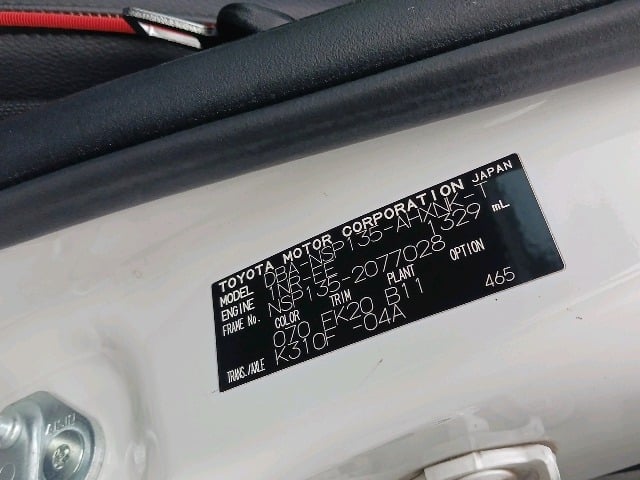 TOYOTA MOTOR CORPORATION JAPAN
MODEL DBA-NSP135-AHXNK-T
ENGINE 1NR-FE 1329 mL
FRAME No. NSP135-2077028
COLOR TRIM PLANT OPTION
070 FK20 B11 465
TRANS./AXLE K310F -04A